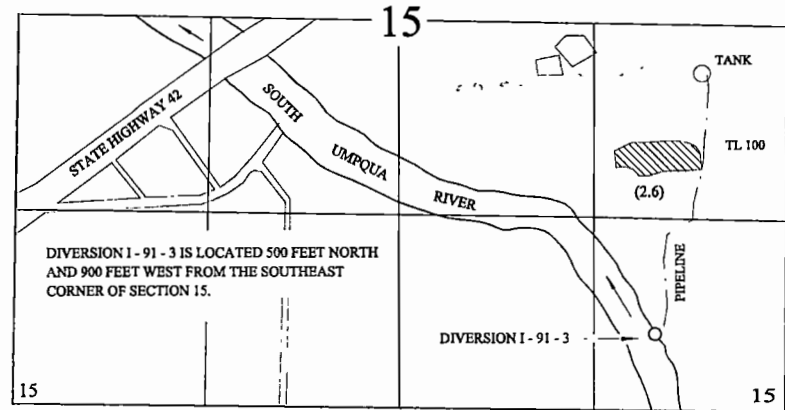 15
TANK
STATE HIGHWAY 42
SOUTH
UMPQUA
RIVER
TL 100
(2.6)
DIVERSION I - 91 - 3 IS LOCATED 500 FEET NORTH
AND 900 FEET WEST FROM THE SOUTHEAST
CORNER OF SECTION 15.
PIPELINE
DIVERSION I - 91 - 3
15
15